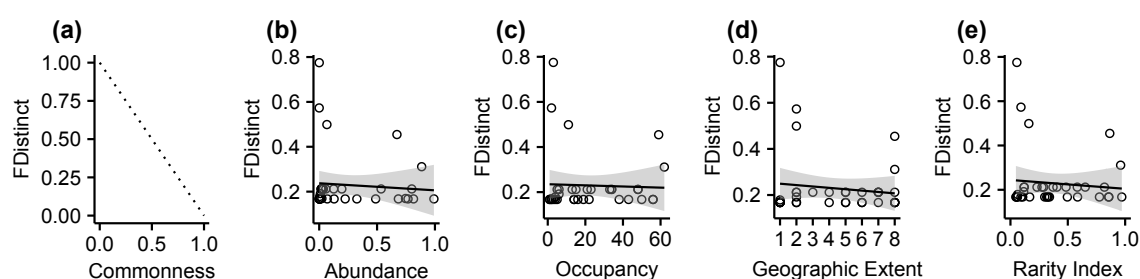 (a)
FDistinct
1.00
0.75
0.50
0.25
0.00
0.0 0.5 1.0
Commonness
(b)
FDistinct
0.8
0.6
0.4
0.2
0.0 0.5 1.0
Abundance
(c)
FDistinct
0.8
0.6
0.4
0.2
0 20 40 60
Occupancy
(d)
FDistinct
0.8
0.6
0.4
0.2
1 2 3 4 5 6 7 8
Geographic Extent
(e)
FDistinct
0.8
0.6
0.4
0.2
0.0 0.5 1.0
Rarity Index